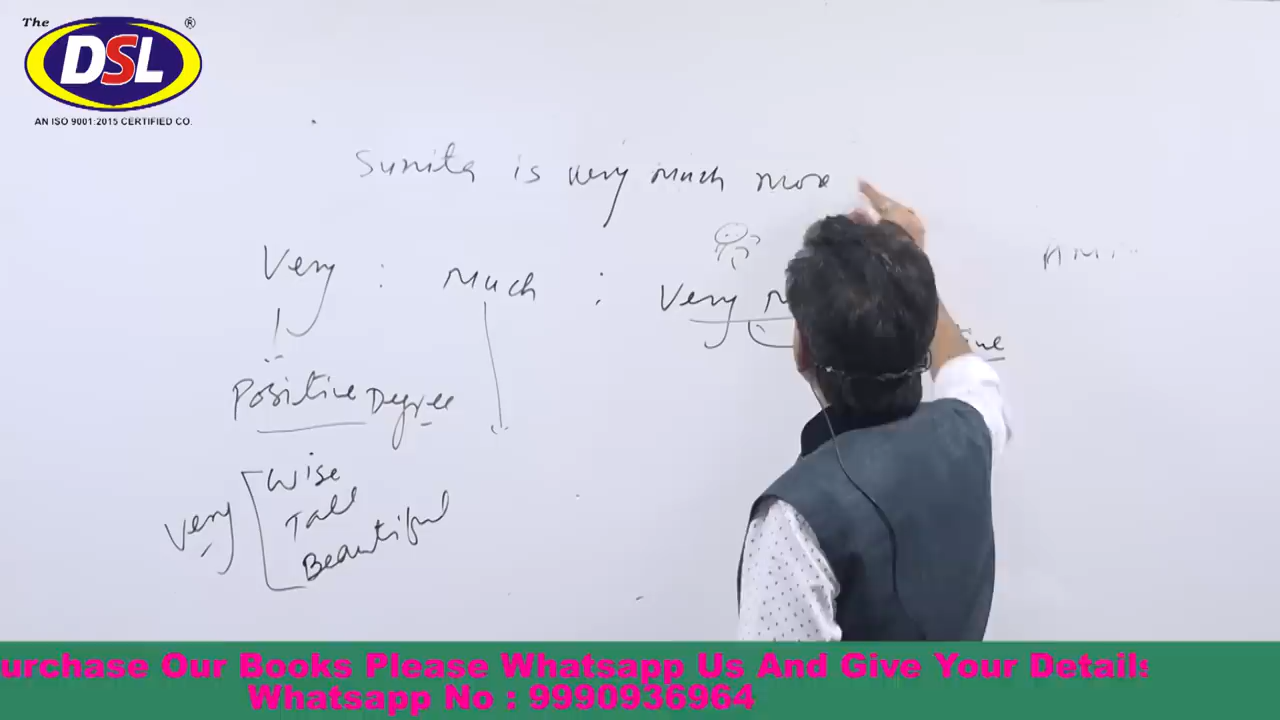 The
®
DSL
AN ISO 9001:2015 CERTIFIED CO.
Sunita is very much more
Very : Much : Very
Positive Degree
Very
Wise
Tall
Beautiful
urchase Our Books Please Whatsapp Us And Give Your Detail
Whatsapp No : 9990936964